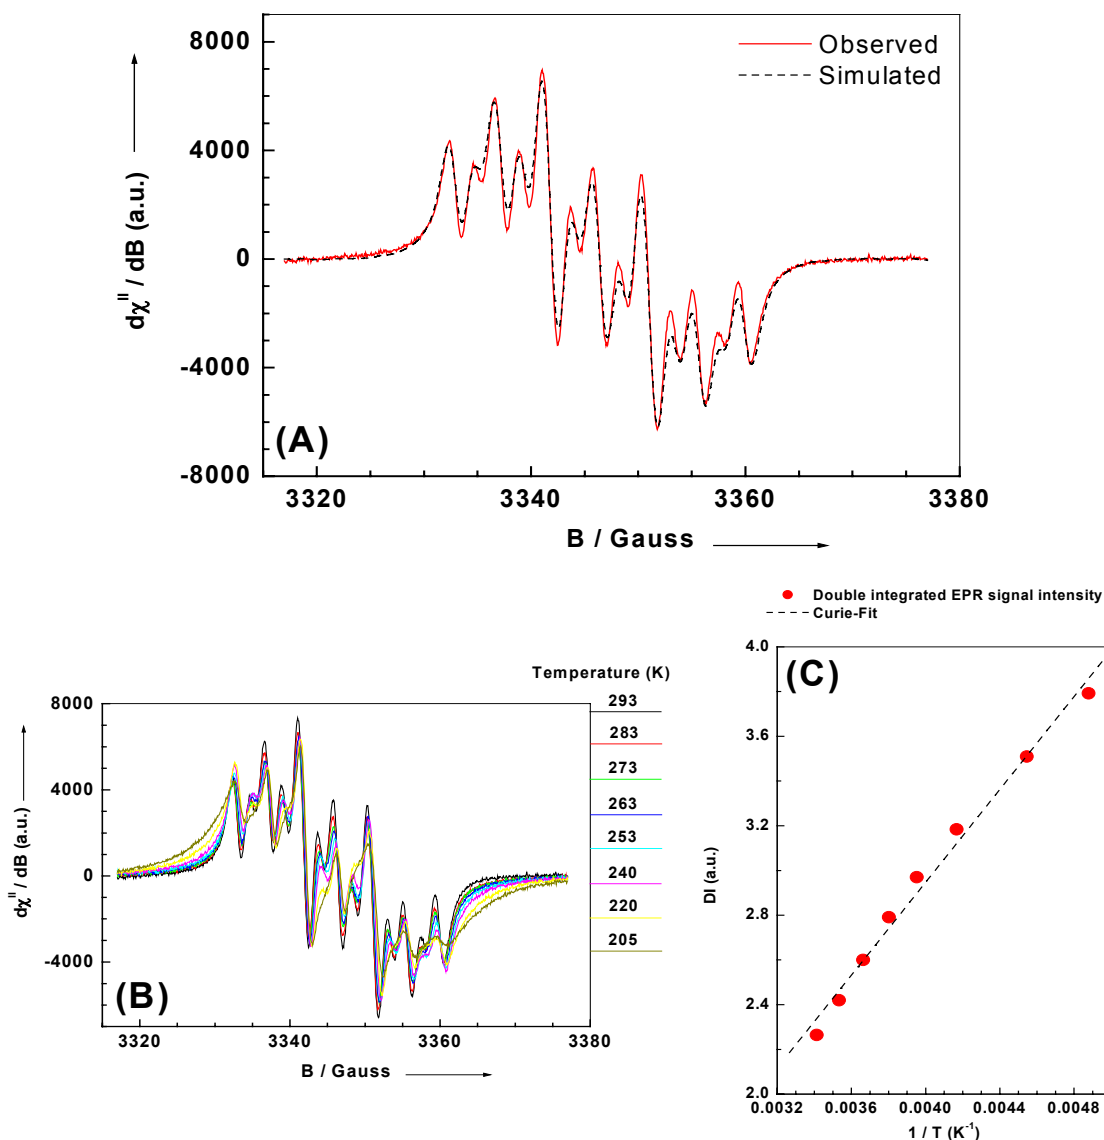 8000
4000
0
-4000
-8000
dχ^II / dB (a.u.)
Observed
Simulated
(A)
3320 3340 3360 3380
B / Gauss
Temperature (K)
293
283
273
263
253
240
220
205
8000
4000
0
-4000
dχ^II / dB (a.u.)
(B)
3320 3340 3360 3380
B / Gauss
Double integrated EPR signal intensity
Curie-Fit
(C)
4.0
3.6
3.2
2.8
2.4
2.0
DI (a.u.)
0.0032 0.0036 0.0040 0.0044 0.0048
1 / T (K⁻¹)